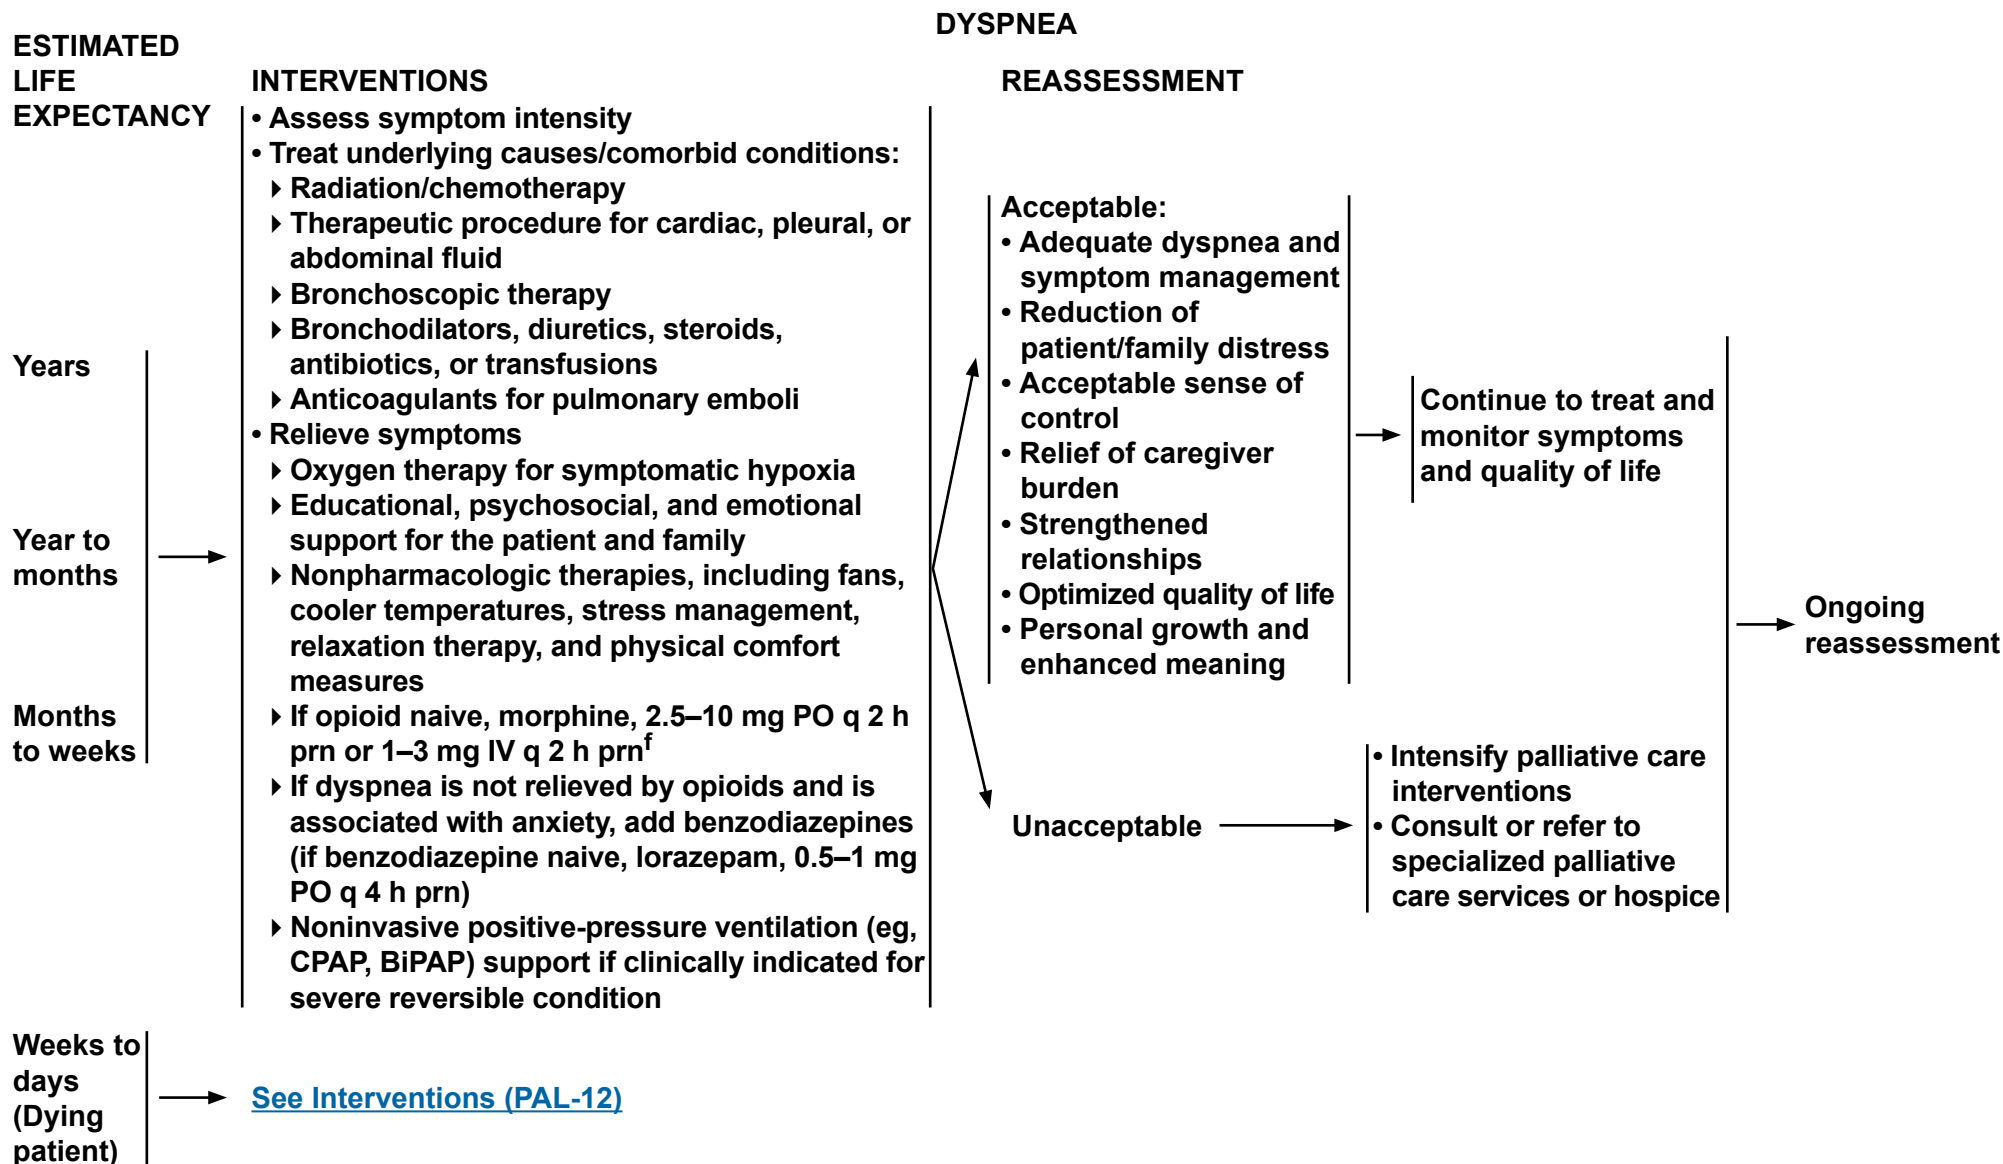 DYSPNEA
ESTIMATED
LIFE
EXPECTANCY
Years
Year to
months
Months
to weeks
INTERVENTIONS
• Assess symptom intensity
• Treat underlying causes/comorbid conditions:
▸ Radiation/chemotherapy
▸ Therapeutic procedure for cardiac, pleural, or
abdominal fluid
▸ Bronchoscopic therapy
▸ Bronchodilators, diuretics, steroids,
antibiotics, or transfusions
▸ Anticoagulants for pulmonary emboli
• Relieve symptoms
▸ Oxygen therapy for symptomatic hypoxia
▸ Educational, psychosocial, and emotional
support for the patient and family
▸ Nonpharmacologic therapies, including fans,
cooler temperatures, stress management,
relaxation therapy, and physical comfort
measures
▸ If opioid naive, morphine, 2.5–10 mg PO q 2 h
prn or 1–3 mg IV q 2 h prnᶠ
▸ If dyspnea is not relieved by opioids and is
associated with anxiety, add benzodiazepines
(if benzodiazepine naive, lorazepam, 0.5–1 mg
PO q 4 h prn)
▸ Noninvasive positive-pressure ventilation (eg,
CPAP, BiPAP) support if clinically indicated for
severe reversible condition
REASSESSMENT
Acceptable:
• Adequate dyspnea and
symptom management
• Reduction of
patient/family distress
• Acceptable sense of
control
• Relief of caregiver
burden
• Strengthened
relationships
• Optimized quality of life
• Personal growth and
enhanced meaning
Continue to treat and
monitor symptoms
and quality of life
Unacceptable
• Intensify palliative care
interventions
• Consult or refer to
specialized palliative
care services or hospice
Ongoing
reassessment
Weeks to
days
(Dying
patient)
See Interventions (PAL-12)